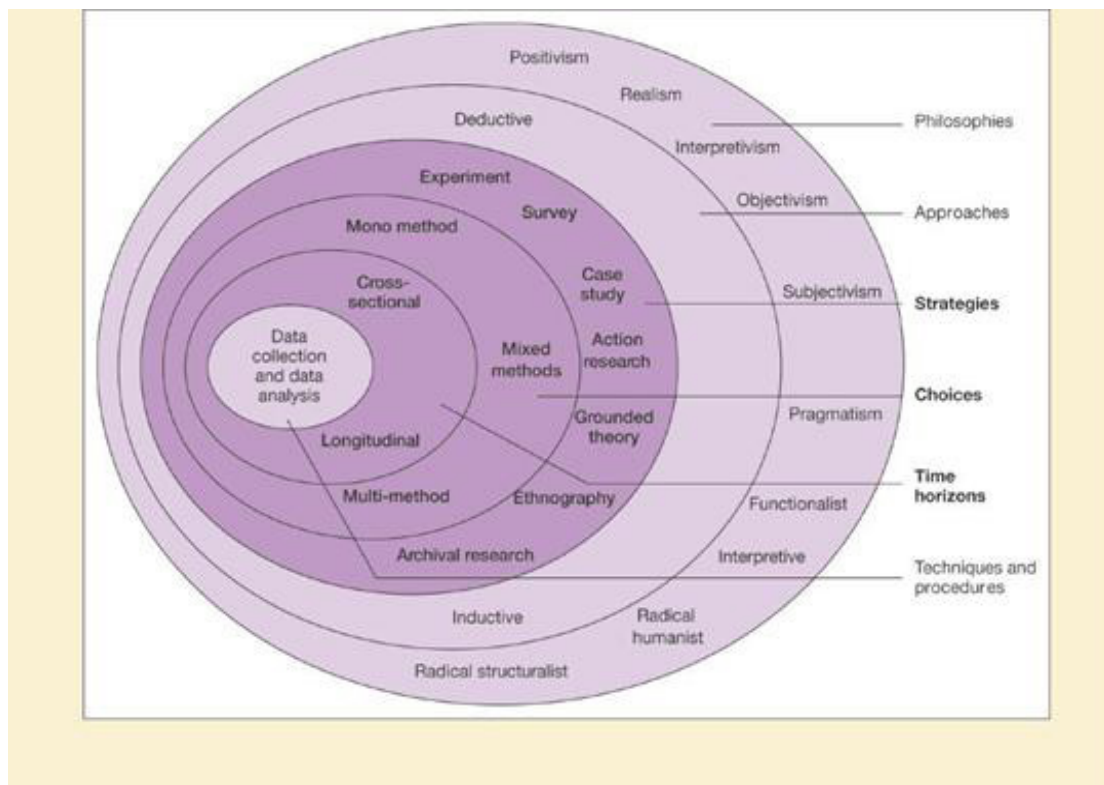 Positivism
Realism
Philosophies
Deductive
Interpretivism
Experiment
Objectivism
Approaches
Survey
Mono method
Cross-
sectional
Case
study
Subjectivism
Strategies
Data
collection
and data
analysis
Mixed
methods
Action
research
Choices
Grounded
theory
Pragmatism
Longitudinal
Time
horizons
Multi-method
Ethnography
Functionalist
Archival research
Interpretive
Techniques and
procedures
Inductive
Radical
humanist
Radical structuralist